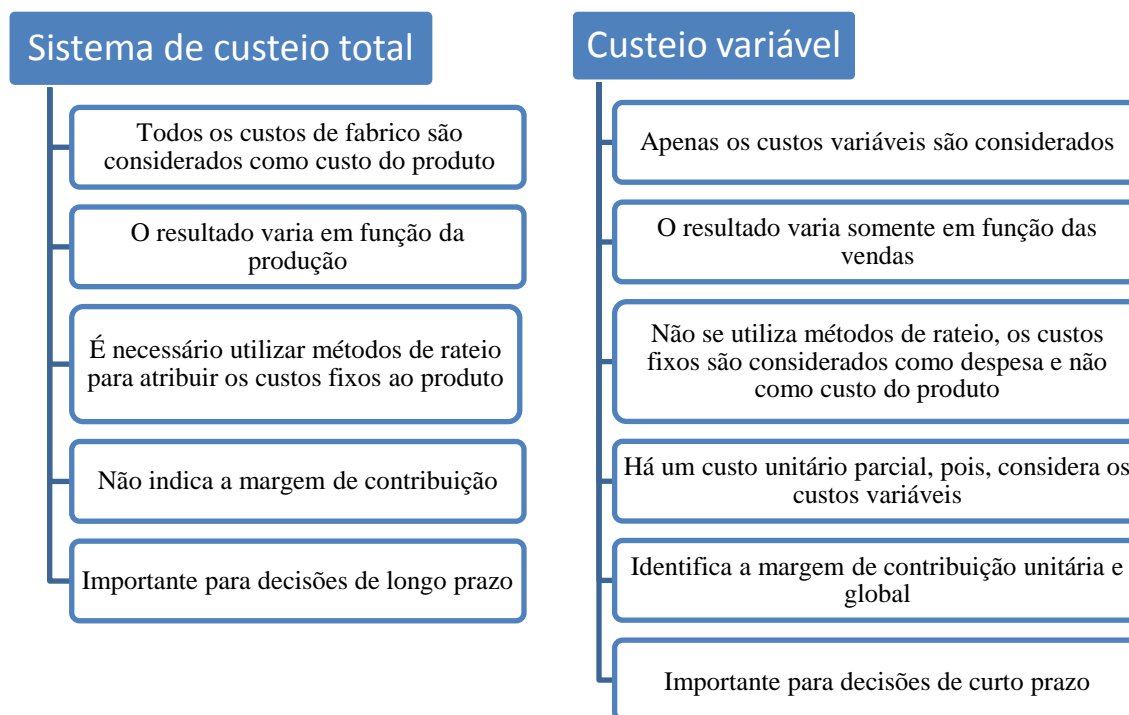 Sistema de custeio total
Todos os custos de fabrico são
considerados como custo do produto
O resultado varia em função da
produção
É necessário utilizar métodos de rateio
para atribuir os custos fixos ao produto
Não indica a margem de contribuição
Importante para decisões de longo prazo
Custeio variável
Apenas os custos variáveis são considerados
O resultado varia somente em função das
vendas
Não se utiliza métodos de rateio, os custos
fixos são considerados como despesa e não
como custo do produto
Há um custo unitário parcial, pois, considera os
custos variáveis
Identifica a margem de contribuição unitária e
global
Importante para decisões de curto prazo